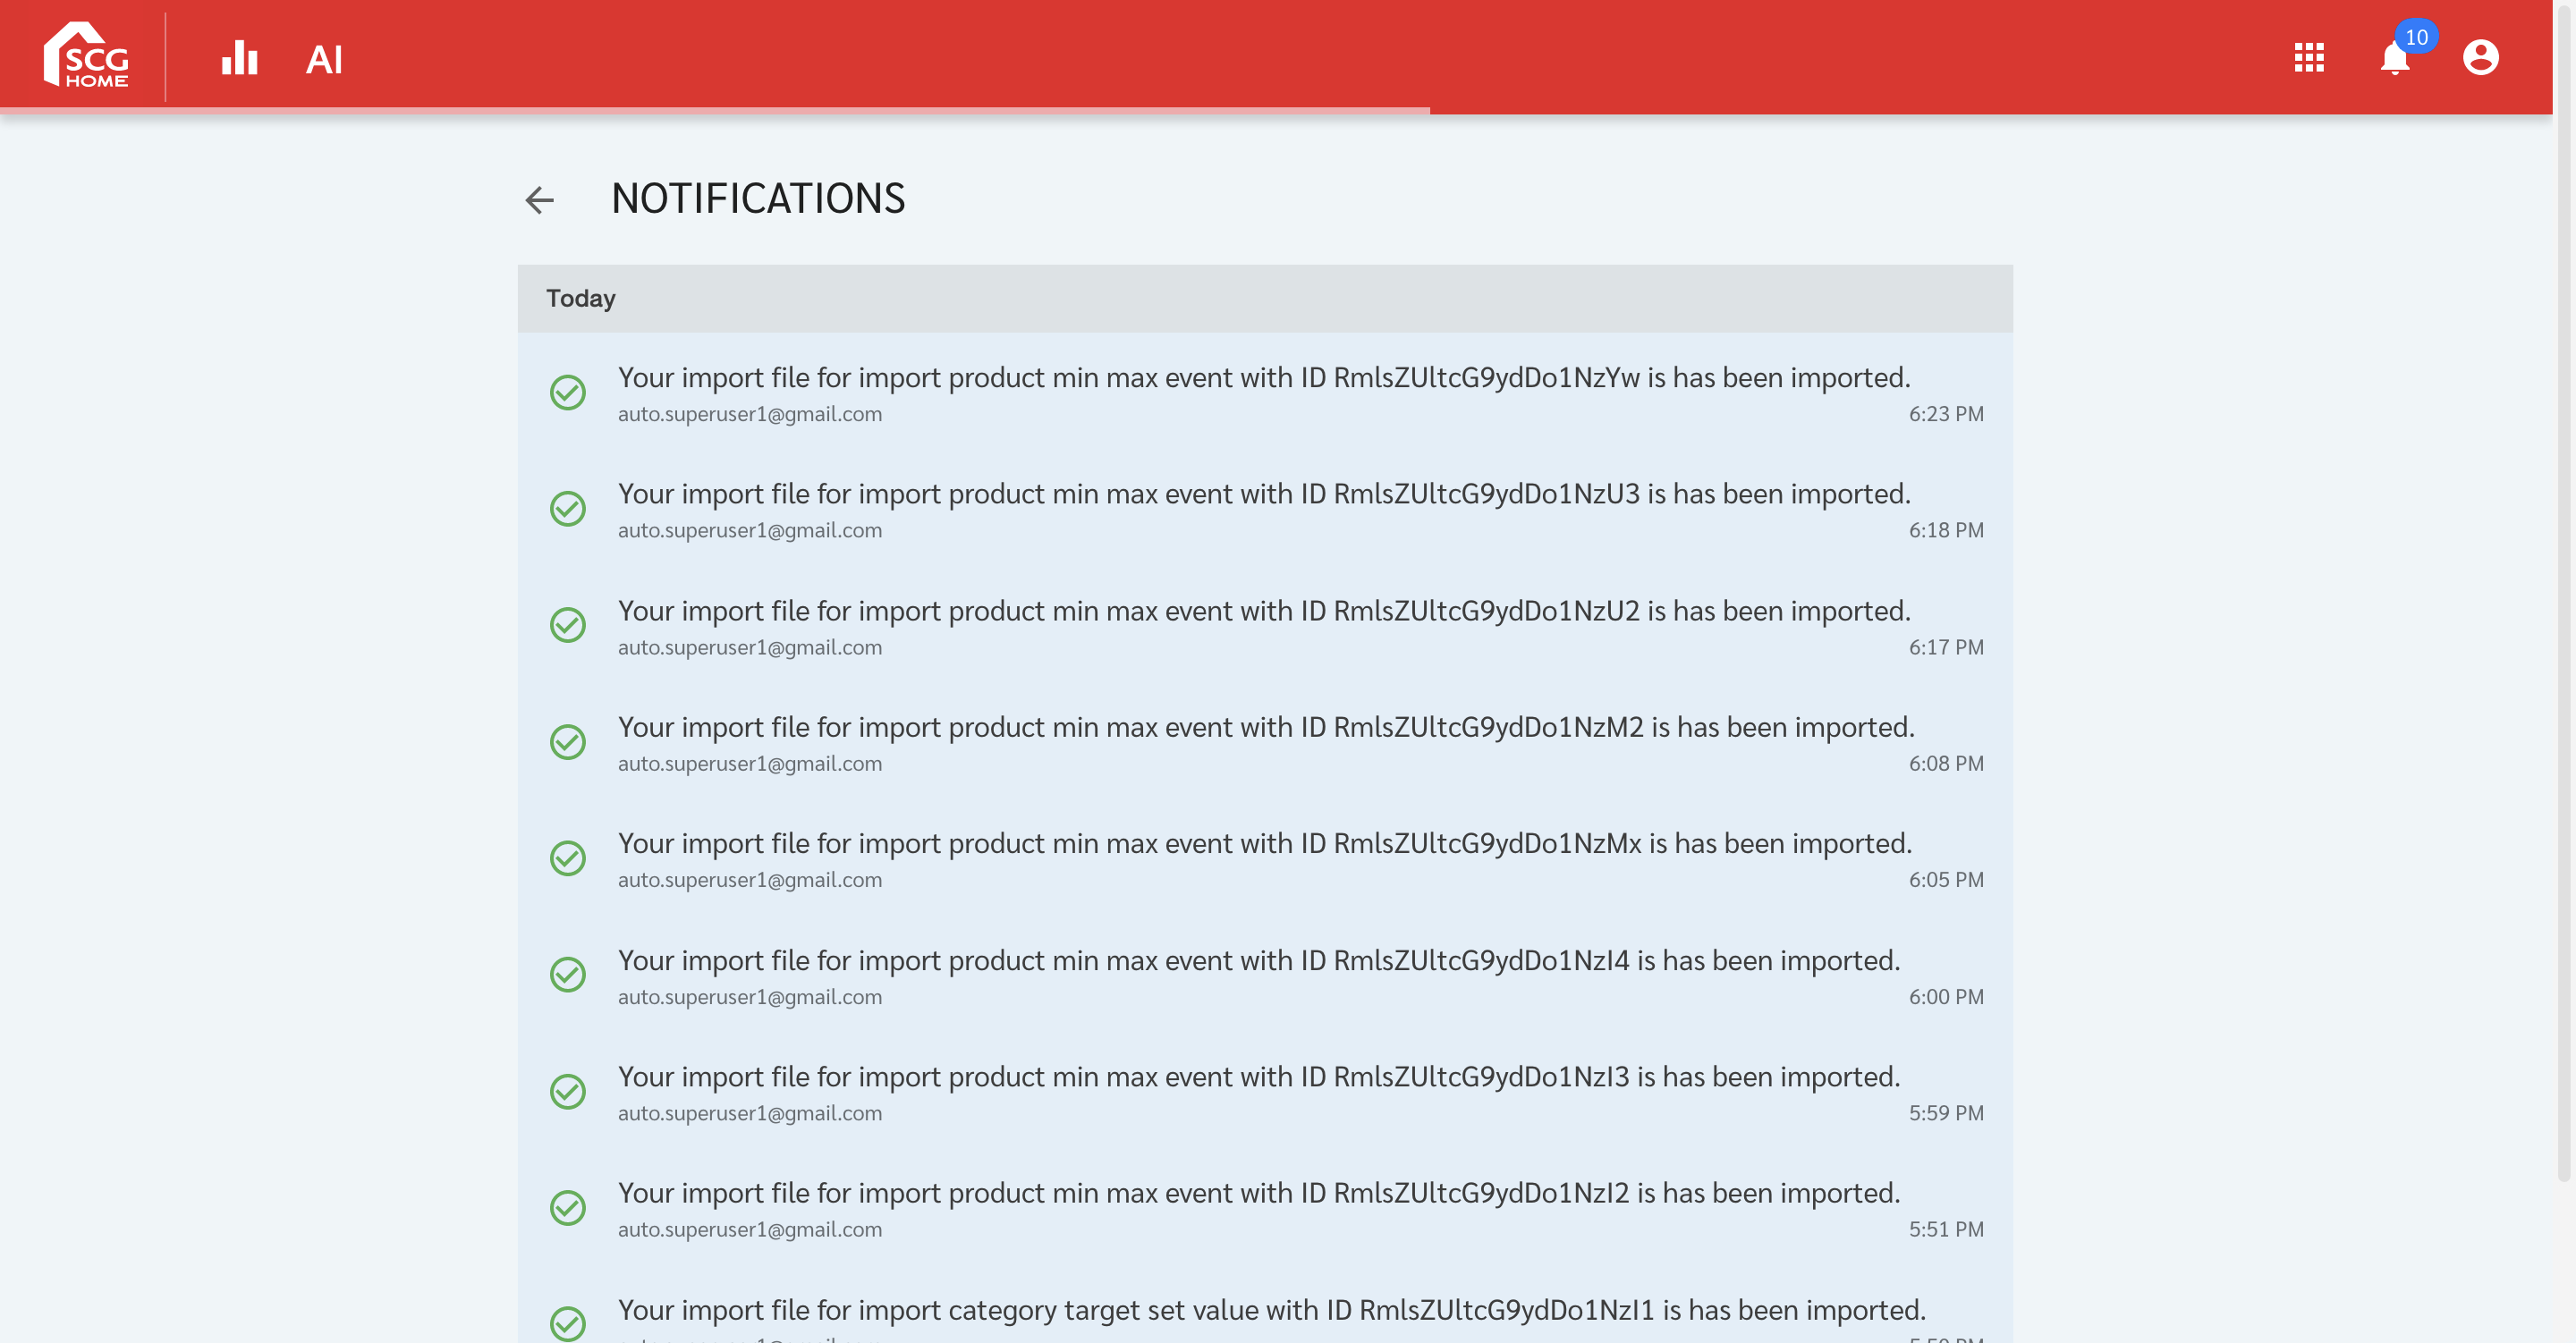 SCG
HOME
AI
10
NOTIFICATIONS
Today
Your import file for import product min max event with ID RmlsZUltcG9ydDo1NzYw is has been imported.
auto.superuser1@gmail.com
6:23 PM
Your import file for import product min max event with ID RmlsZUltcG9ydDo1NzU3 is has been imported.
auto.superuser1@gmail.com
6:18 PM
Your import file for import product min max event with ID RmlsZUltcG9ydDo1NzU2 is has been imported.
auto.superuser1@gmail.com
6:17 PM
Your import file for import product min max event with ID RmlsZUltcG9ydDo1NzM2 is has been imported.
auto.superuser1@gmail.com
6:08 PM
Your import file for import product min max event with ID RmlsZUltcG9ydDo1NzMx is has been imported.
auto.superuser1@gmail.com
6:05 PM
Your import file for import product min max event with ID RmlsZUltcG9ydDo1NzI4 is has been imported.
auto.superuser1@gmail.com
6:00 PM
Your import file for import product min max event with ID RmlsZUltcG9ydDo1NzI3 is has been imported.
auto.superuser1@gmail.com
5:59 PM
Your import file for import product min max event with ID RmlsZUltcG9ydDo1NzI2 is has been imported.
auto.superuser1@gmail.com
5:51 PM
Your import file for import category target set value with ID RmlsZUltcG9ydDo1NzI1 is has been imported.